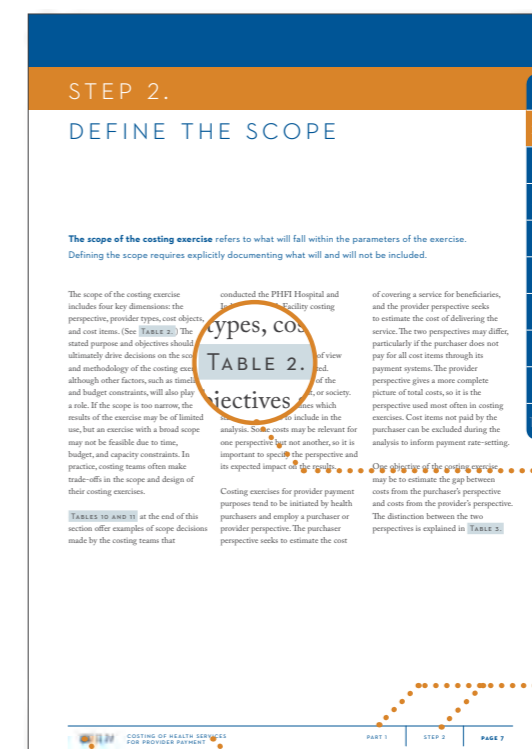 STEP 2.
DEFINE THE SCOPE
The scope of the costing exercise refers to what will fall within the parameters of the exercise.
Defining the scope requires explicitly documenting what will and will not be included.
The scope of the costing exercise
includes four key dimensions: the
perspective, provider types, cost objects,
and cost items. (See TABLE 2.) The
stated purpose and objectives should
ultimately drive decisions on the
and methodology of the costing
although other factors, such as
and budget constraints, will also play
a role. If the scope is too narrow, the
results of the exercise may be of limited
use, but an exercise with a broad scope
may not be feasible due to time,
budget, and capacity constraints. In
practice, costing teams often make
trade-offs in the scope and design of
their costing exercises.
TABLES 10 AND 11 at the end of this
section offer examples of scope decisions
made by the costing teams that
conducted the PHFI Hospital and
Facility costing
types,
TABLE 2.
of view
of the
or society.
which
to include in the
analysis. Some costs may be relevant for
one perspective but not another, so it is
important to specify the perspective and
its expected impact on the results.
Costing exercises for provider payment
purposes tend to be initiated by health
purchasers and employ a purchaser or
provider perspective. The purchaser
perspective seeks to estimate the cost
of covering a service for beneficiaries,
and the provider perspective seeks
to estimate the cost of delivering the
service. The two perspectives may differ,
particularly if the purchaser does not
pay for all cost items through its
payment systems. The provider
perspective gives a more complete
picture of total costs, so it is the
perspective used most often in costing
exercises. Cost items not paid by the
purchaser can be excluded during the
analysis to inform payment rate-setting.
One objective of the costing exercise
may be to estimate the gap between
costs from the purchaser's perspective
and costs from the provider's perspective.
The distinction between the two
perspectives is explained in TABLE 3.
COSTING OF HEALTH SERVICES
FOR PROVIDER PAYMENT
PART 1
STEP 2
PAGE 7